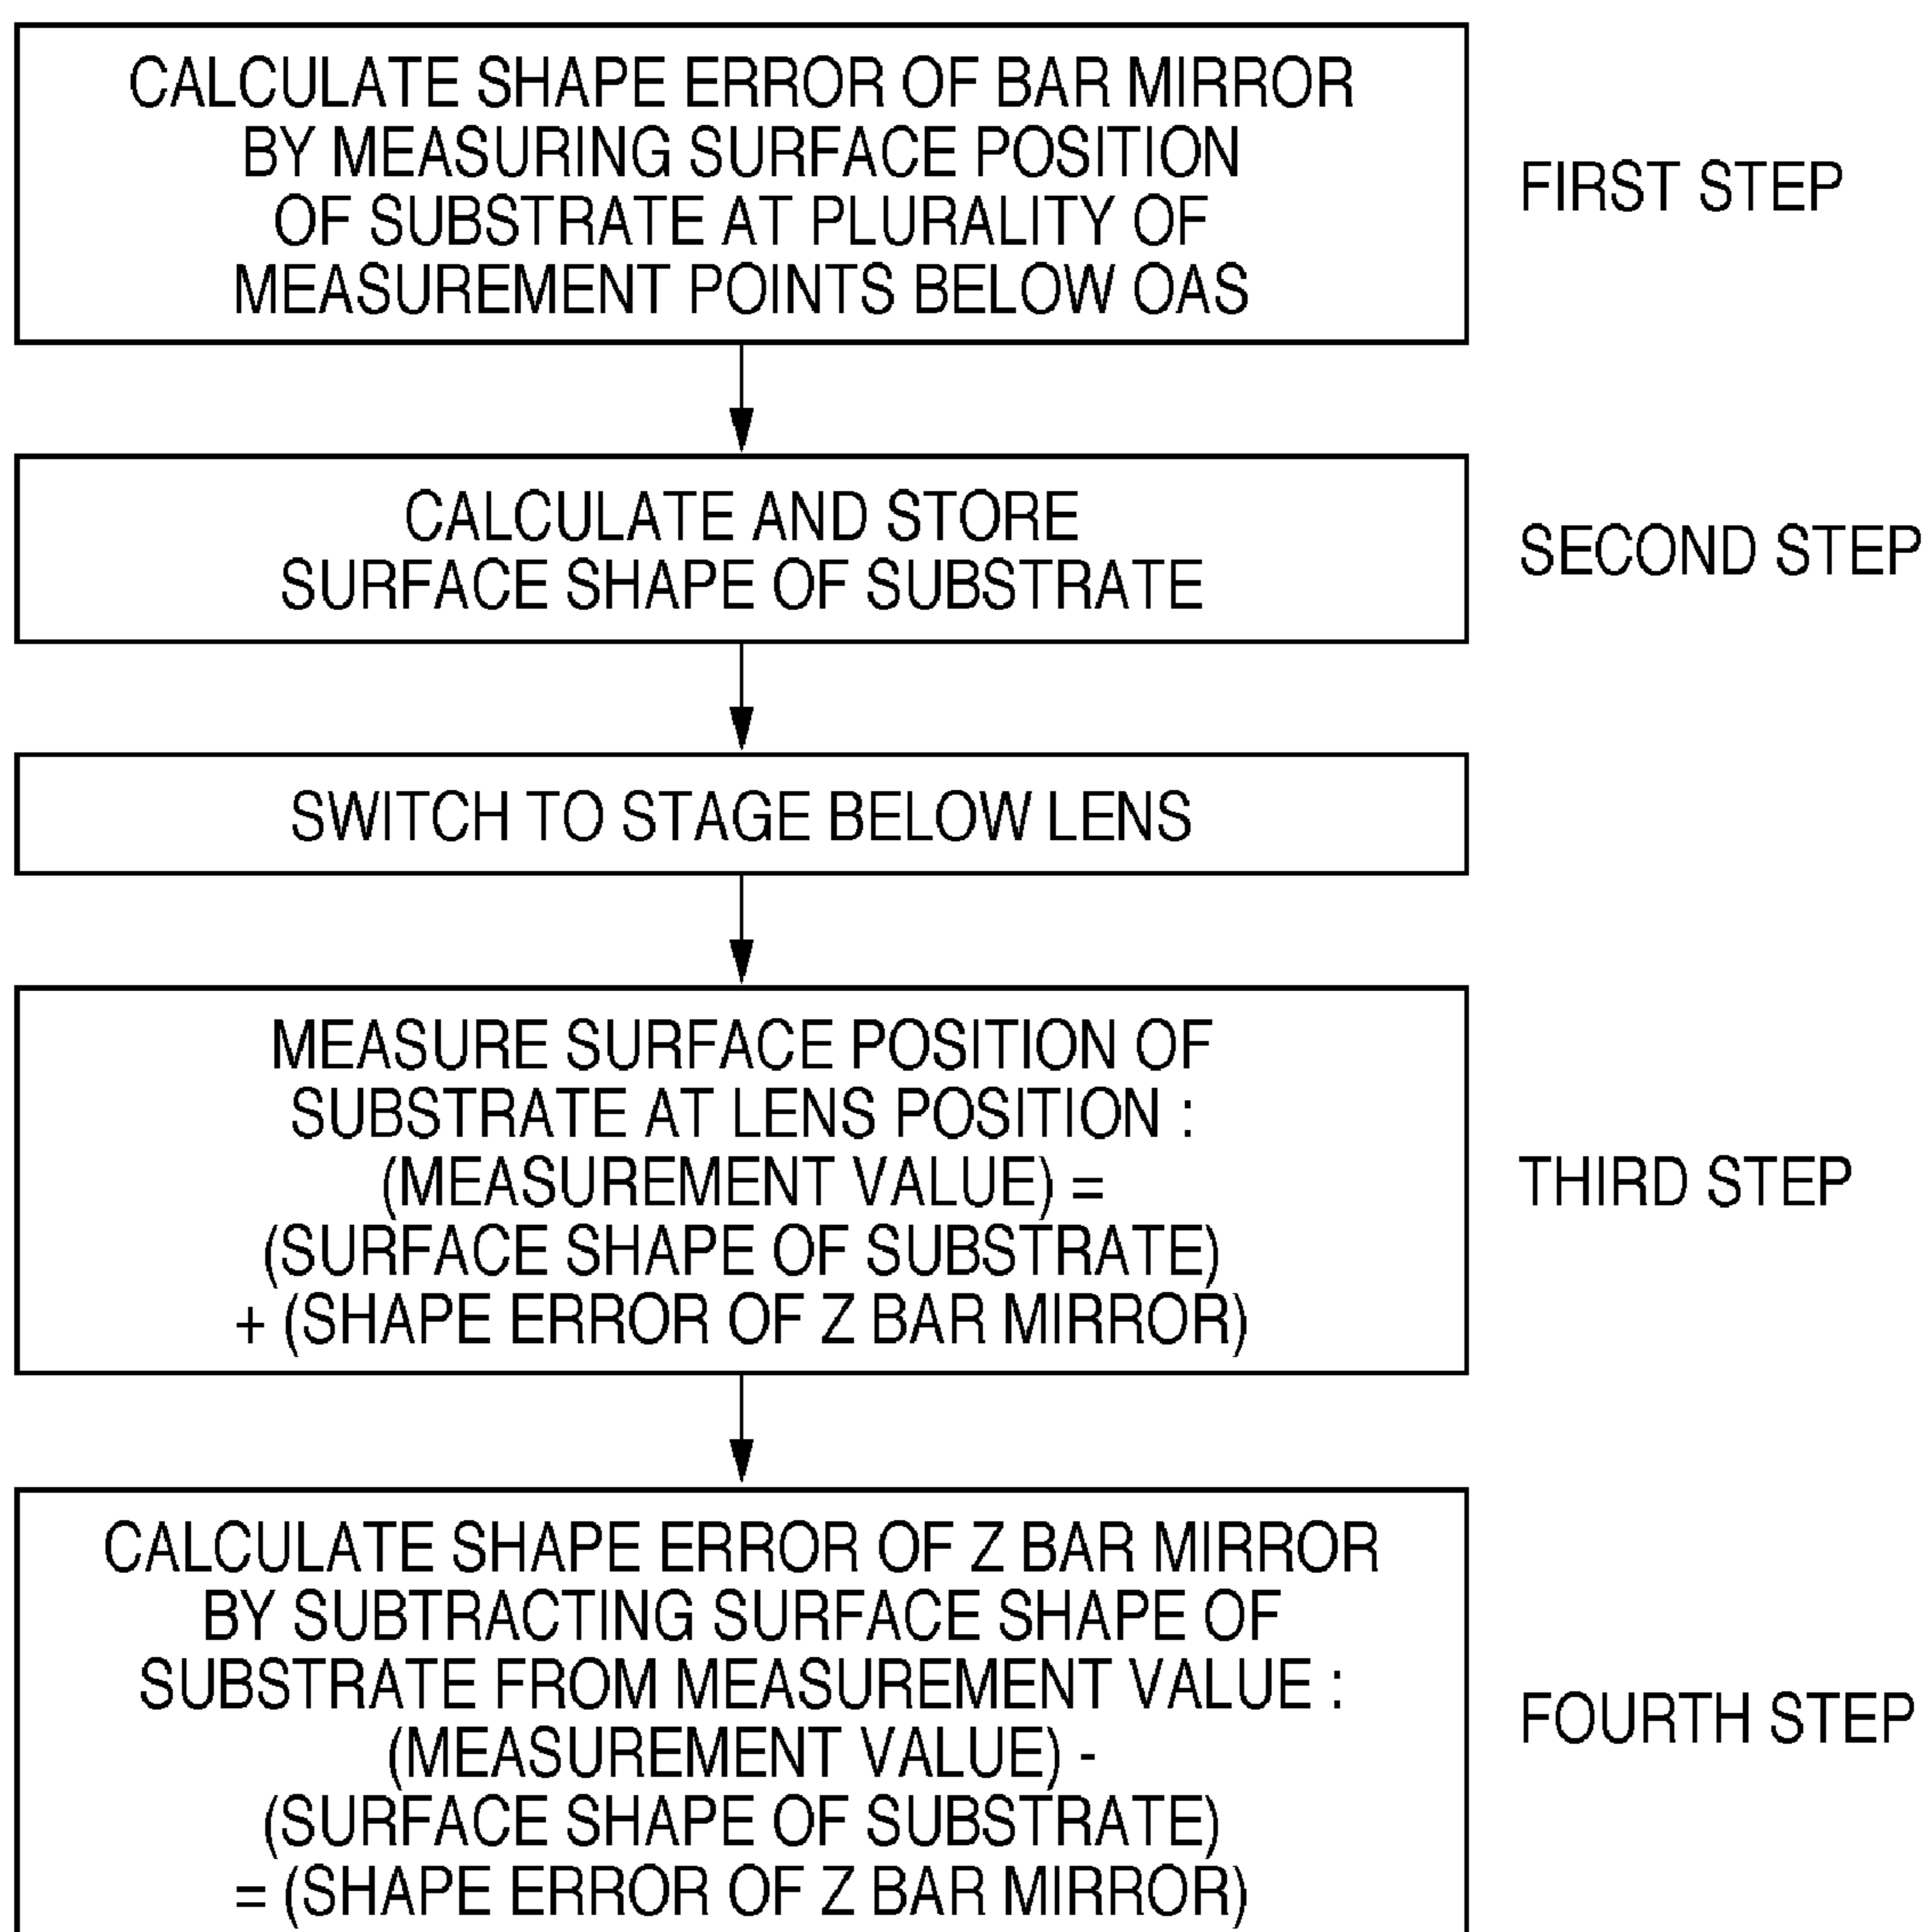 CALCULATE SHAPE ERROR OF BAR MIRROR
BY MEASURING SURFACE POSITION
OF SUBSTRATE AT PLURALITY OF
MEASUREMENT POINTS BELOW OAS
FIRST STEP
CALCULATE AND STORE
SURFACE SHAPE OF SUBSTRATE
SECOND STEP
SWITCH TO STAGE BELOW LENS
MEASURE SURFACE POSITION OF
SUBSTRATE AT LENS POSITION :
(MEASUREMENT VALUE) =
(SURFACE SHAPE OF SUBSTRATE)
+ (SHAPE ERROR OF Z BAR MIRROR)
THIRD STEP
CALCULATE SHAPE ERROR OF Z BAR MIRROR
BY SUBTRACTING SURFACE SHAPE OF
SUBSTRATE FROM MEASUREMENT VALUE :
(MEASUREMENT VALUE) -
(SURFACE SHAPE OF SUBSTRATE)
= (SHAPE ERROR OF Z BAR MIRROR)
FOURTH STEP